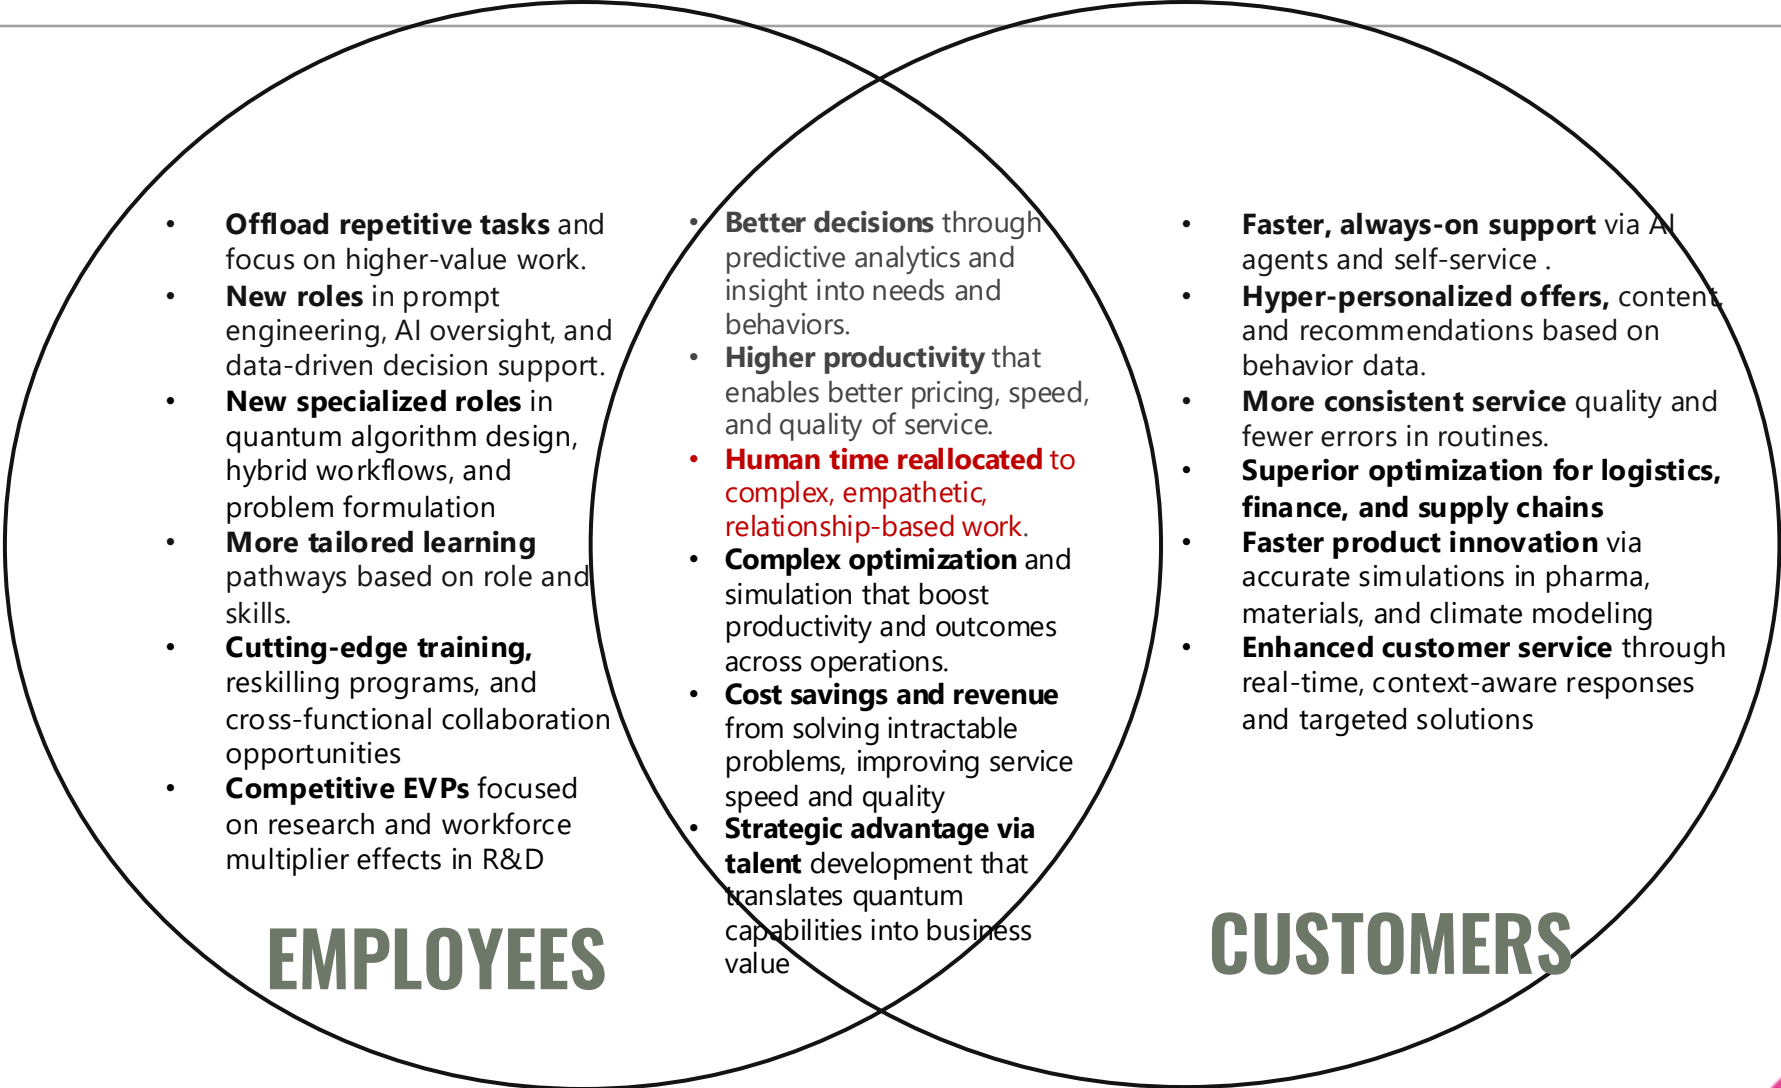 • Offload repetitive tasks and
focus on higher-value work.
• New roles in prompt
engineering, AI oversight, and
data-driven decision support.
• New specialized roles in
quantum algorithm design,
hybrid workflows, and
problem formulation
• More tailored learning
pathways based on role and
skills.
• Cutting-edge training,
reskilling programs, and
cross-functional collaboration
opportunities
• Competitive EVPs focused
on research and workforce
multiplier effects in R&D
EMPLOYEES
• Better decisions through
predictive analytics and
insight into needs and
behaviors.
• Higher productivity that
enables better pricing, speed,
and quality of service.
• Human time reallocated to
complex, empathetic,
relationship-based work.
• Complex optimization and
simulation that boost
productivity and outcomes
across operations.
• Cost savings and revenue
from solving intractable
problems, improving service
speed and quality
• Strategic advantage via
talent development that
translates quantum
capabilities into business
value
• Faster, always-on support via AI
agents and self-service .
• Hyper-personalized offers, content,
and recommendations based on
behavior data.
• More consistent service quality and
fewer errors in routines.
• Superior optimization for logistics,
finance, and supply chains
• Faster product innovation via
accurate simulations in pharma,
materials, and climate modeling
• Enhanced customer service through
real-time, context-aware responses
and targeted solutions
CUSTOMERS